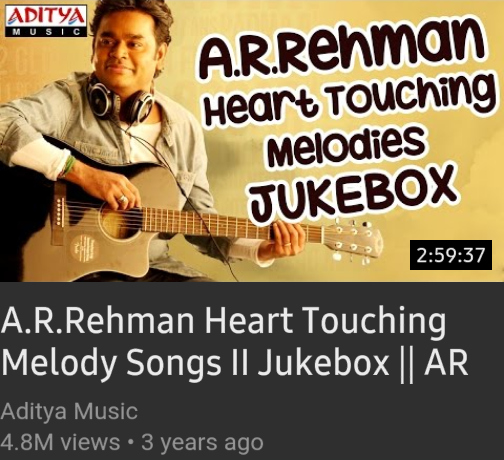 ADITYA
MUSIC
A.R.Rehman
Heart Touching
Melodies
JUKEBOX
2:59:37
A.R.Rehman Heart Touching
Melody Songs II Jukebox || AR
Aditya Music
4.8M views • 3 years ago